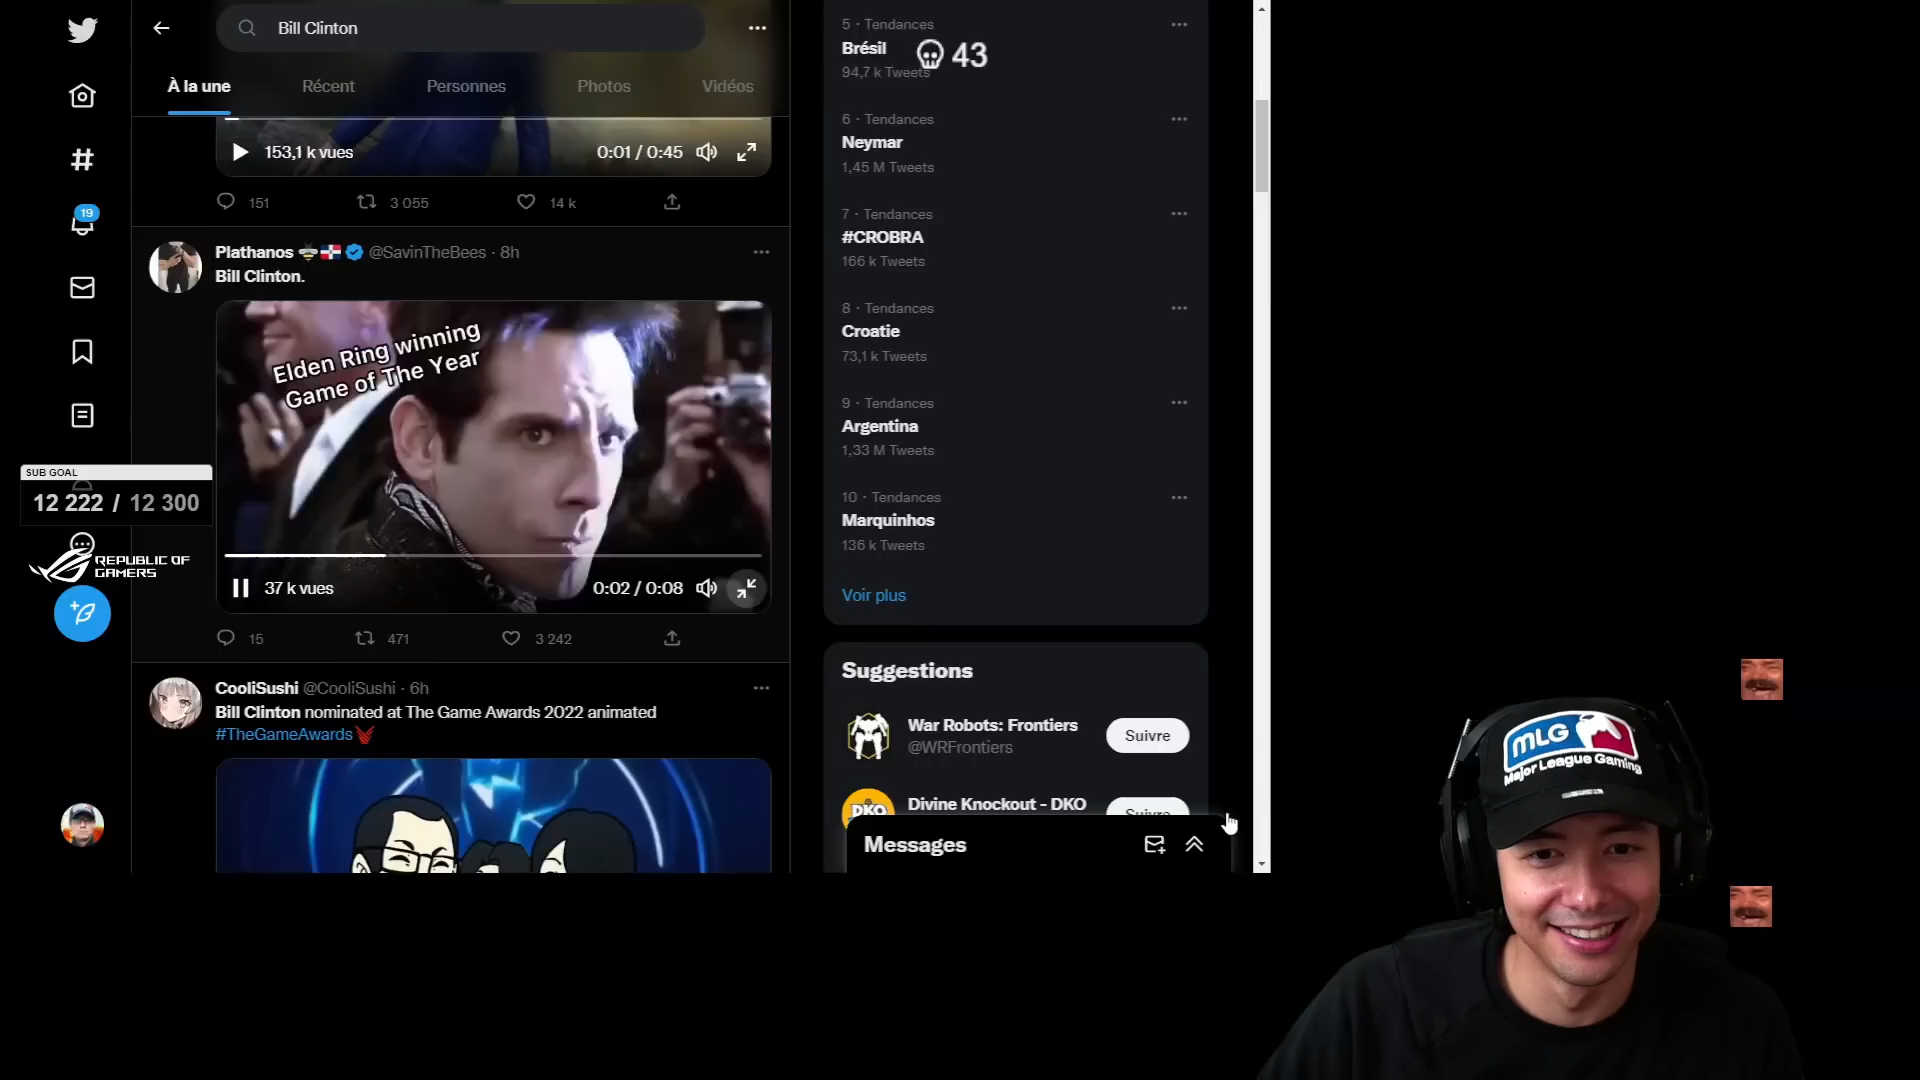 Bill Clinton
À la une
Récent
Personnes
Photos
Vidéos
153,1 k vues
0:01 / 0:45
151
3 055
14 k
19
Plathanos @SavinTheBees · 8h
Bill Clinton.
Elden Ring winning
Game of The Year
37 k vues
0:02 / 0:08
15
471
3 242
CooliSushi @CooliSushi · 6h
Bill Clinton nominated at The Game Awards 2022 animated
#TheGameAwards
SUB GOAL
12 222 / 12 300
REPUBLIC OF
GAMERS
5 · Tendances
Brésil
94,7 k Tweets
43
6 · Tendances
Neymar
1,45 M Tweets
7 · Tendances
#CROBRA
166 k Tweets
8 · Tendances
Croatie
73,1 k Tweets
9 · Tendances
Argentina
1,33 M Tweets
10 · Tendances
Marquinhos
136 k Tweets
Voir plus
Suggestions
War Robots: Frontiers
@WRFrontiers
Suivre
DKO
Divine Knockout - DKO
Suivre
Messages
MLG
Major League Gaming